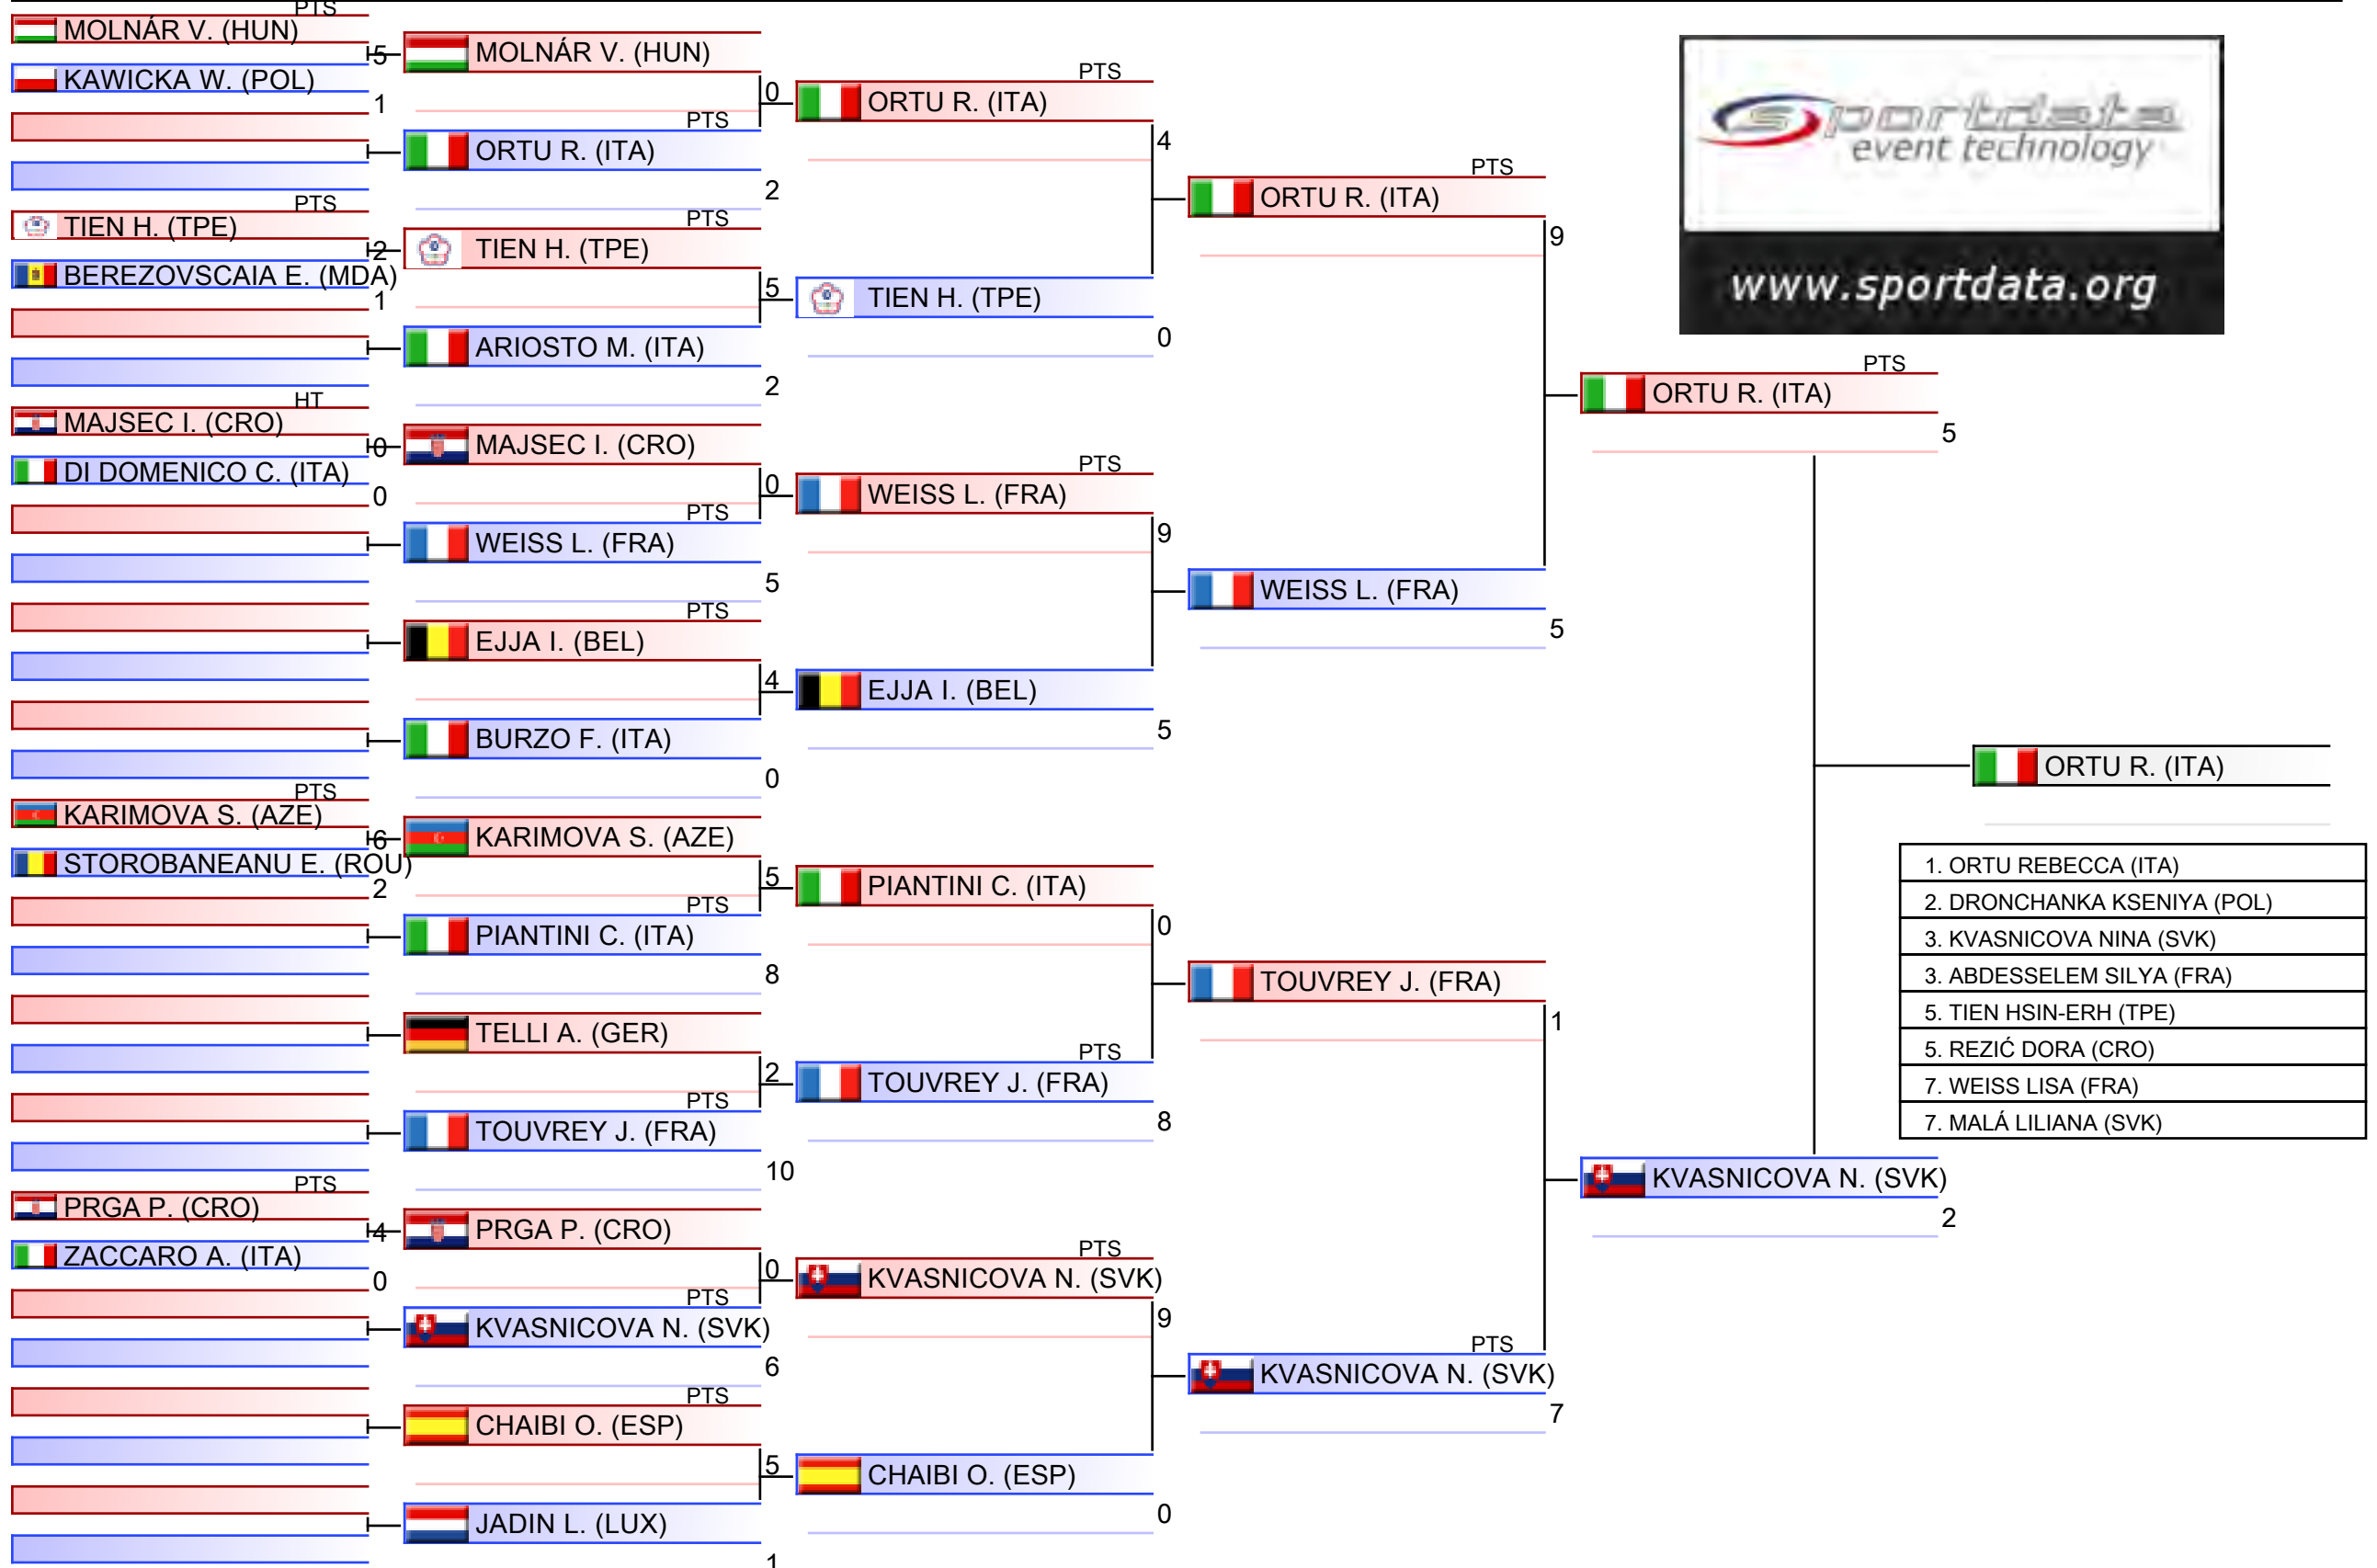 PTS
MOLNÁR V. (HUN)
5
KAWICKA W. (POL)
1
PTS
TIEN H. (TPE)
2
BEREZOVSCAIA E. (MDA)
1
HT
MAJSEC I. (CRO)
0
DI DOMENICO C. (ITA)
0
PTS
KARIMOVA S. (AZE)
6
STOROBANEANU E. (ROU)
2
PTS
PRGA P. (CRO)
4
ZACCARO A. (ITA)
0
MOLNÁR V. (HUN)
0
PTS
ORTU R. (ITA)
2
PTS
TIEN H. (TPE)
5
ARIOSTO M. (ITA)
2
MAJSEC I. (CRO)
0
PTS
WEISS L. (FRA)
5
PTS
EJJA I. (BEL)
4
BURZO F. (ITA)
0
KARIMOVA S. (AZE)
5
PTS
PIANTINI C. (ITA)
8
TELLI A. (GER)
2
PTS
TOUVREY J. (FRA)
10
PRGA P. (CRO)
0
PTS
KVASNICOVA N. (SVK)
6
PTS
CHAIBI O. (ESP)
5
JADIN L. (LUX)
1
PTS
ORTU R. (ITA)
4
TIEN H. (TPE)
0
PTS
WEISS L. (FRA)
9
EJJA I. (BEL)
5
PIANTINI C. (ITA)
0
PTS
TOUVREY J. (FRA)
8
PTS
KVASNICOVA N. (SVK)
9
CHAIBI O. (ESP)
0
PTS
ORTU R. (ITA)
9
WEISS L. (FRA)
5
TOUVREY J. (FRA)
1
PTS
KVASNICOVA N. (SVK)
7
PTS
ORTU R. (ITA)
5
KVASNICOVA N. (SVK)
2
ORTU R. (ITA)
sportdata
event technology
www.sportdata.org
1. ORTU REBECCA (ITA)
2. DRONCHANKA KSENIYA (POL)
3. KVASNICOVA NINA (SVK)
3. ABDESSELEM SILYA (FRA)
5. TIEN HSIN-ERH (TPE)
5. REZIĆ DORA (CRO)
7. WEISS LISA (FRA)
7. MALÁ LILIANA (SVK)